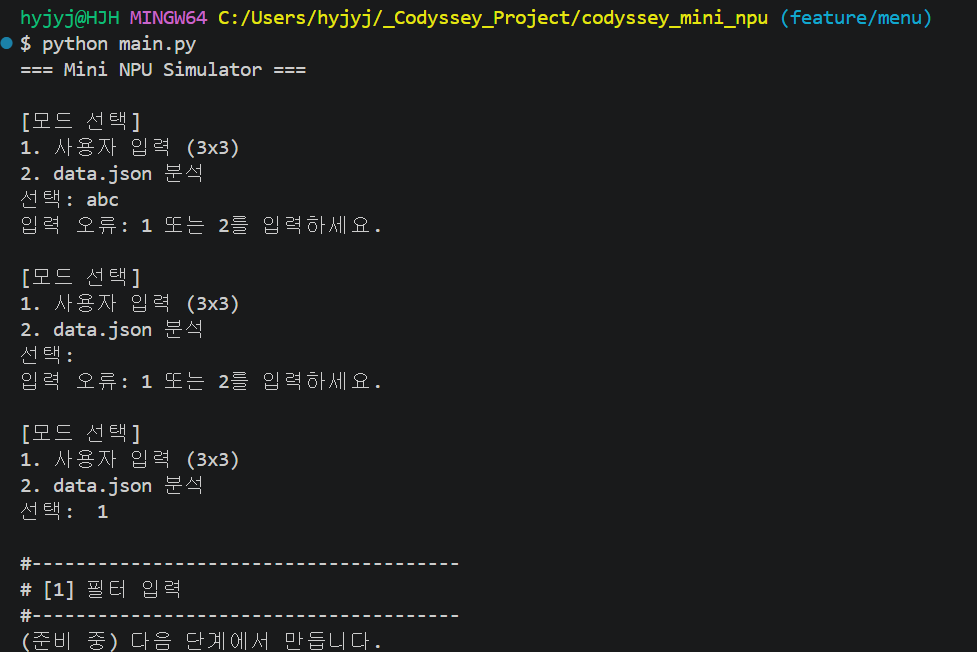 hyjyj@HJH MINGW64 C:/Users/hyjyj/_Codyssey_Project/codyssey_mini_npu (feature/menu)
$ python main.py
=== Mini NPU Simulator ===
[모드 선택]
1. 사용자 입력 (3x3)
2. data.json 분석
선택: abc
입력 오류: 1 또는 2를 입력하세요.
[모드 선택]
1. 사용자 입력 (3x3)
2. data.json 분석
선택:
입력 오류: 1 또는 2를 입력하세요.
[모드 선택]
1. 사용자 입력 (3x3)
2. data.json 분석
선택:  1
#----------------------------------------
# [1] 필터 입력
#----------------------------------------
(준비 중) 다음 단계에서 만듭니다.